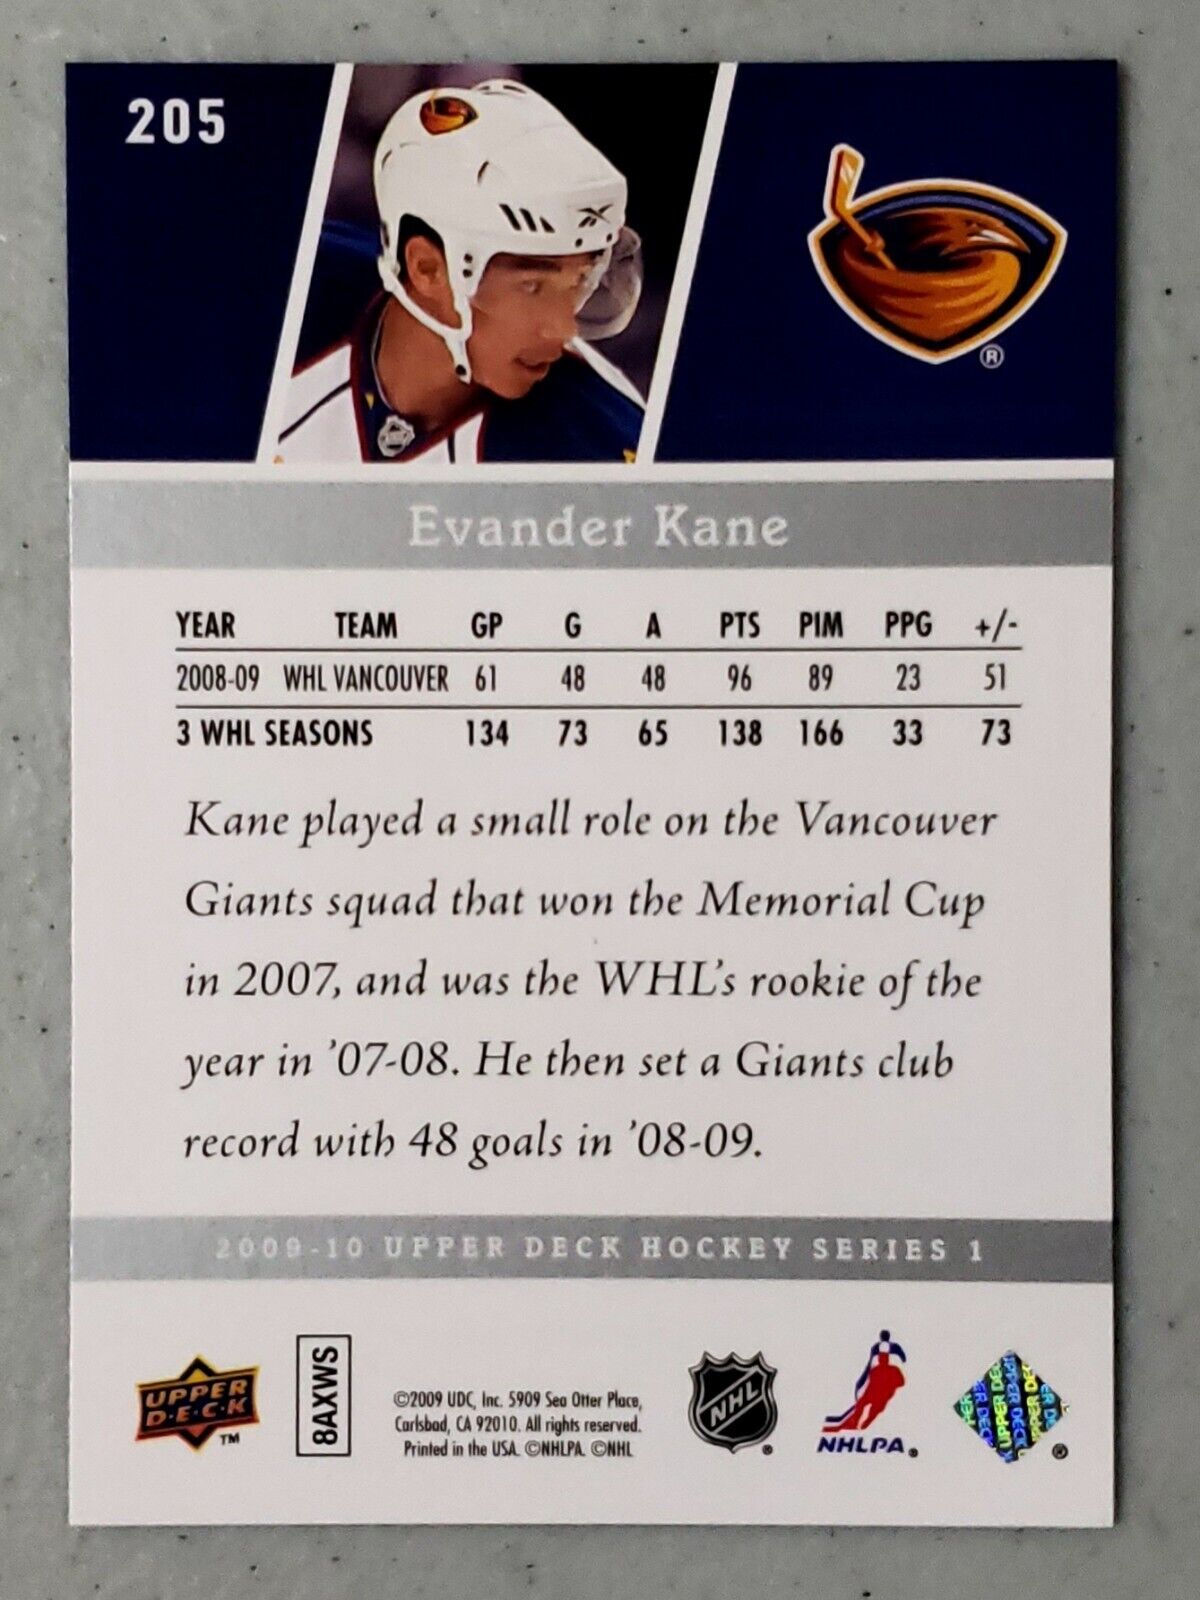 205
®
Evander Kane
YEAR TEAM GP G A PTS PIM PPG +/-
2008-09 WHL VANCOUVER 61 48 48 96 89 23 51
3 WHL SEASONS 134 73 65 138 166 33 73
Kane played a small role on the Vancouver
Giants squad that won the Memorial Cup
in 2007, and was the WHL's rookie of the
year in '07-08. He then set a Giants club
record with 48 goals in '08-09.
2009-10 UPPER DECK HOCKEY SERIES 1
UPPER
D·E·C·K
TM
8AXWS
©2009 UDC, Inc. 5909 Sea Otter Place,
Carlsbad, CA 92010. All rights reserved.
Printed in the USA. ©NHLPA. ©NHL
NHL
®
NHLPA®
UPPER DECK
®